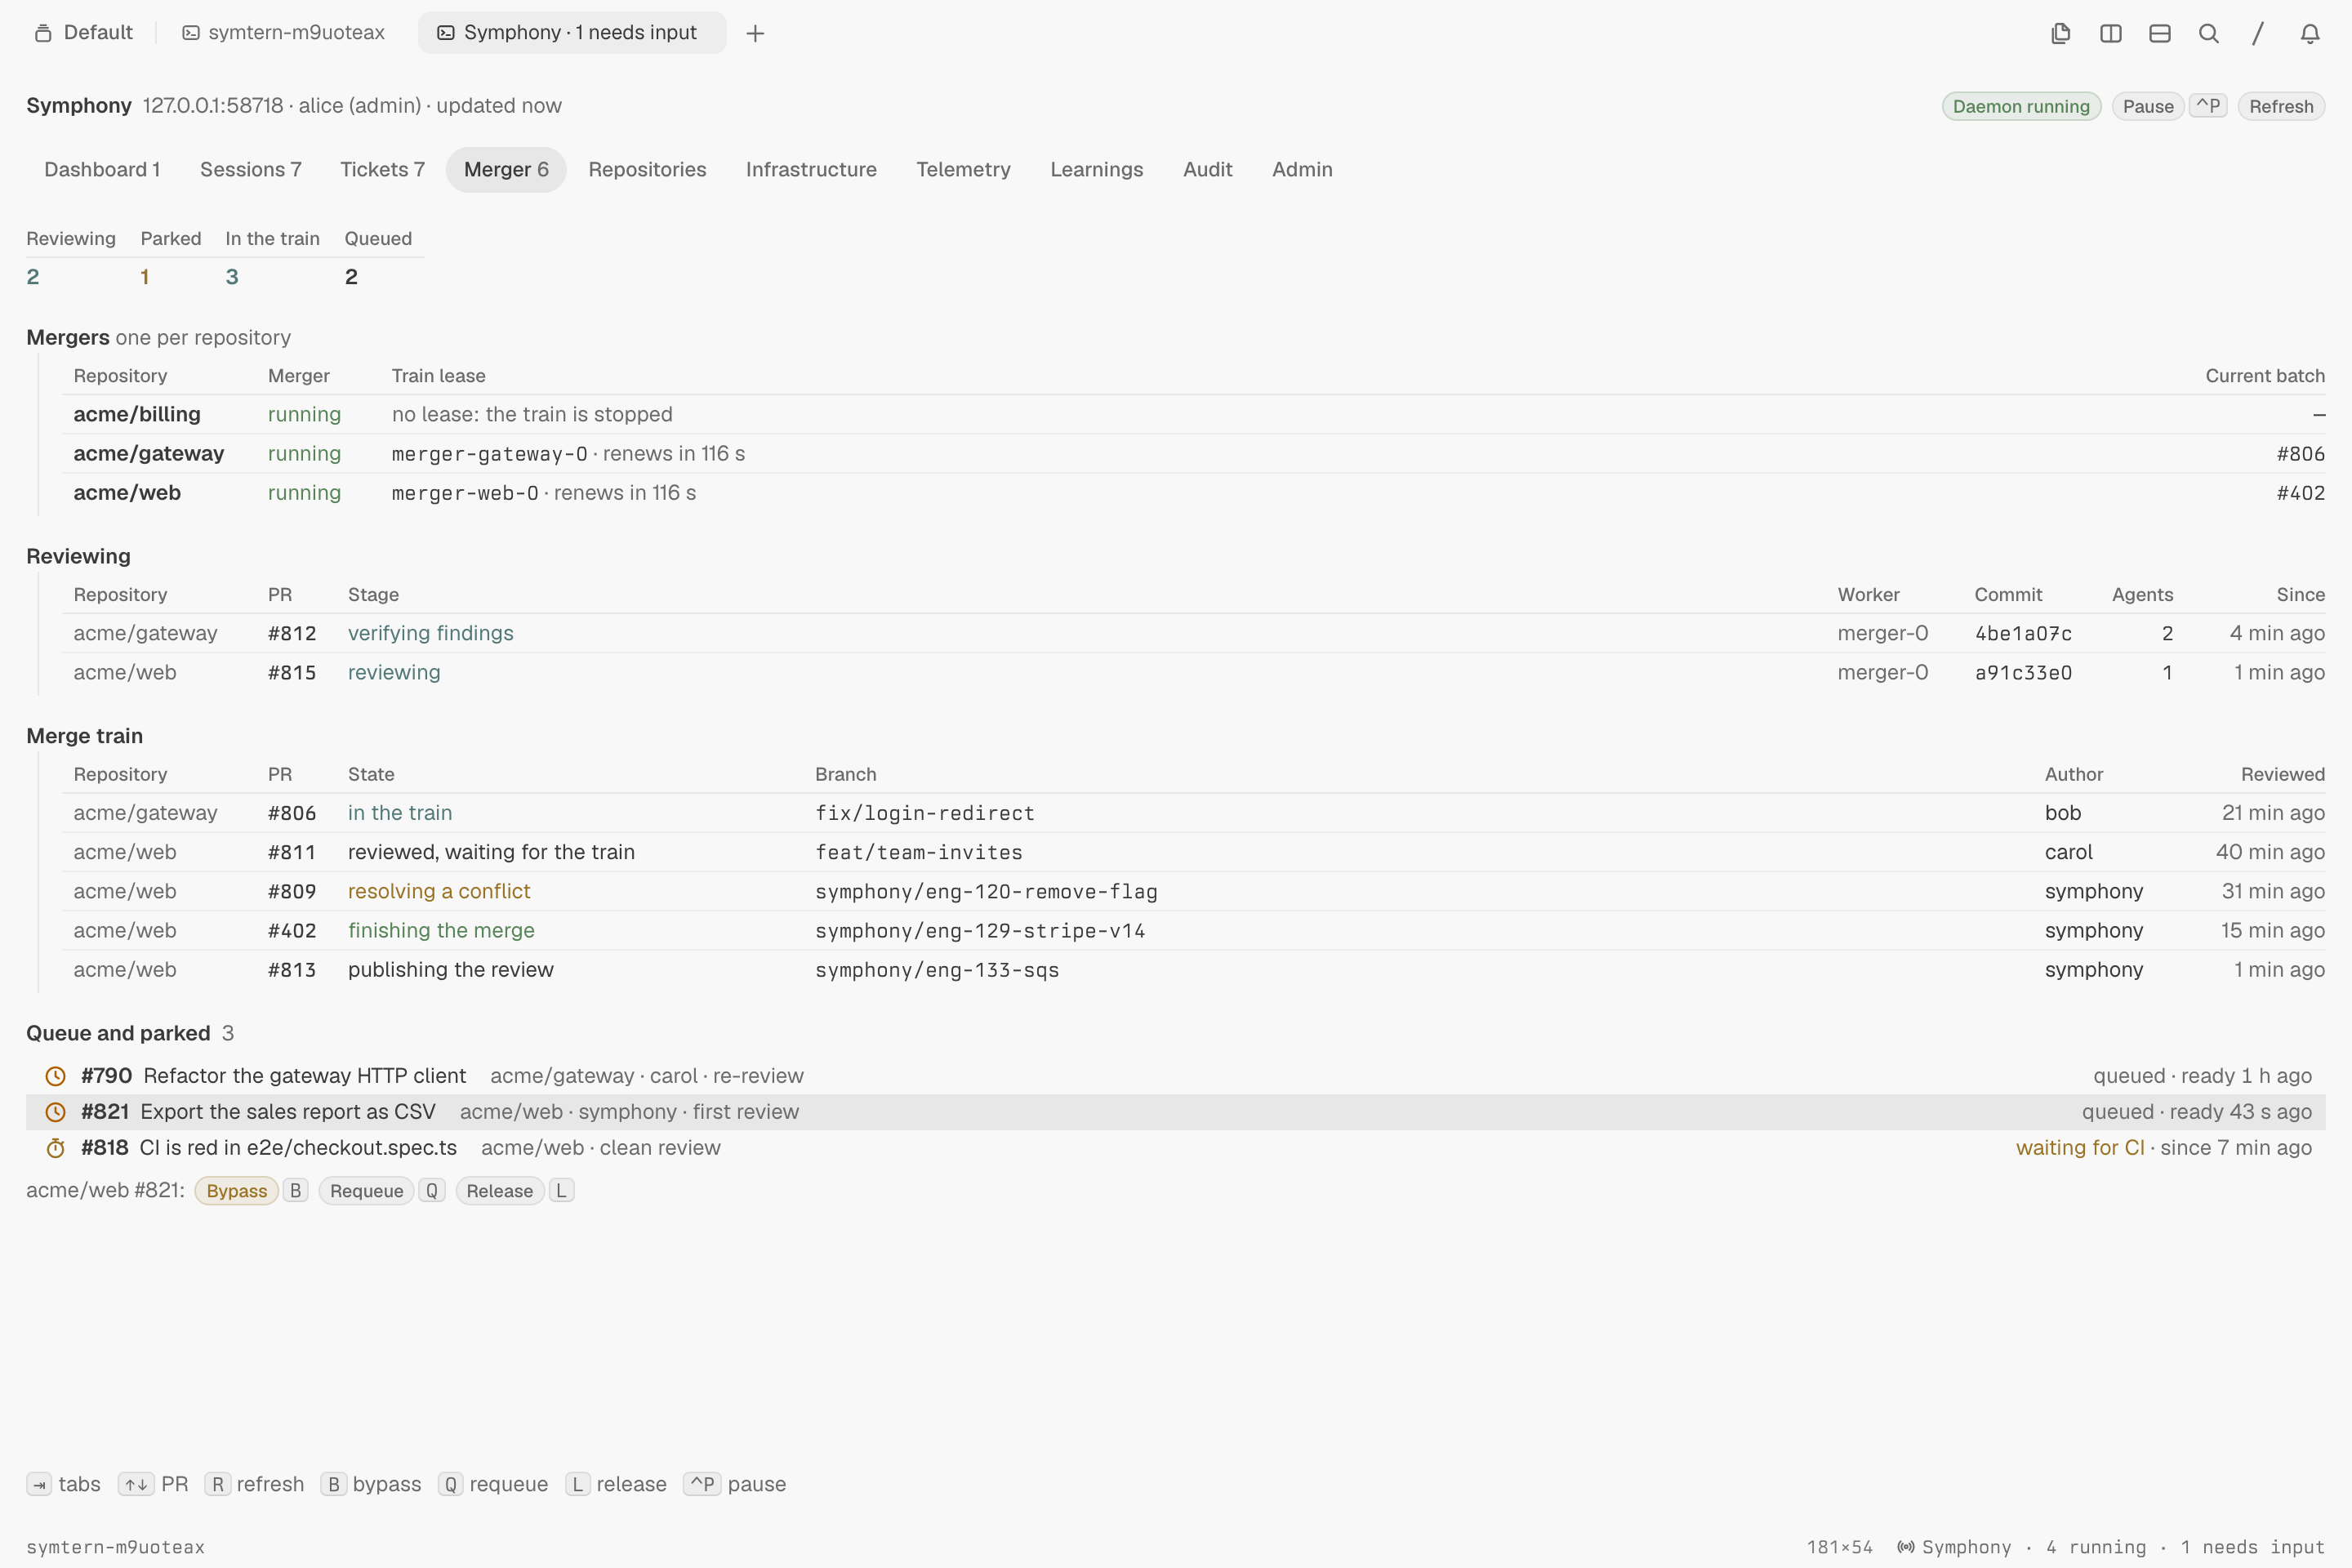 Default symtern-m9uoteax Symphony · 1 needs input
Symphony 127.0.0.1:58718 · alice (admin) · updated now Daemon running Pause ^P Refresh
Dashboard 1 Sessions 7 Tickets 7 Merger 6 Repositories Infrastructure Telemetry Learnings Audit Admin
Reviewing Parked In the train Queued
2 1 3 2
Mergers one per repository
Repository Merger Train lease Current batch
acme/billing running no lease: the train is stopped –
acme/gateway running merger-gateway-0 · renews in 116 s #806
acme/web running merger-web-0 · renews in 116 s #402
Reviewing
Repository PR Stage Worker Commit Agents Since
acme/gateway #812 verifying findings merger-0 4be1a07c 2 4 min ago
acme/web #815 reviewing merger-0 a91c33e0 1 1 min ago
Merge train
Repository PR State Branch Author Reviewed
acme/gateway #806 in the train fix/login-redirect bob 21 min ago
acme/web #811 reviewed, waiting for the train feat/team-invites carol 40 min ago
acme/web #809 resolving a conflict symphony/eng-120-remove-flag symphony 31 min ago
acme/web #402 finishing the merge symphony/eng-129-stripe-v14 symphony 15 min ago
acme/web #813 publishing the review symphony/eng-133-sqs symphony 1 min ago
Queue and parked 3
#790 Refactor the gateway HTTP client acme/gateway · carol · re-review queued · ready 1 h ago
#821 Export the sales report as CSV acme/web · symphony · first review queued · ready 43 s ago
#818 CI is red in e2e/checkout.spec.ts acme/web · clean review waiting for CI · since 7 min ago
acme/web #821: Bypass B Requeue Q Release L
⇥ tabs ↑↓ PR R refresh B bypass Q requeue L release ^P pause
symtern-m9uoteax 181×54 Symphony · 4 running · 1 needs input